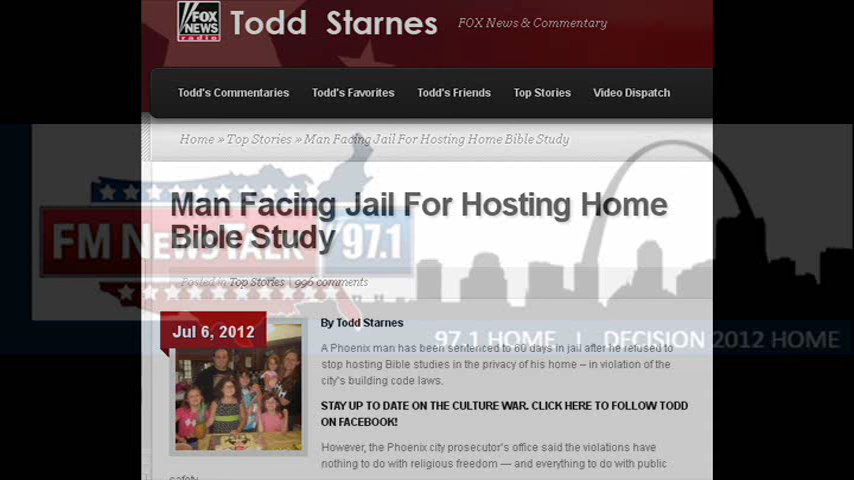 FOX
NEWS
radio
Todd Starnes
FOX News & Commentary
Todd's Commentaries
Todd's Favorites
Todd's Friends
Top Stories
Video Dispatch
Home » Top Stories » Man Facing Jail For Hosting Home Bible Study
Man Facing Jail For Hosting Home
Bible Study
FM NEWSTALK 97.1
Posted in Top Stories | 996 comments
Jul 6, 2012
By Todd Starnes
97.1 HOME | DECISION 2012 HOME
A Phoenix man has been sentenced to 60 days in jail after he refused to
stop hosting Bible studies in the privacy of his home – in violation of the
city's building code laws.
STAY UP TO DATE ON THE CULTURE WAR. CLICK HERE TO FOLLOW TODD
ON FACEBOOK!
However, the Phoenix city prosecutor's office said the violations have
nothing to do with religious freedom — and everything to do with public
safety.